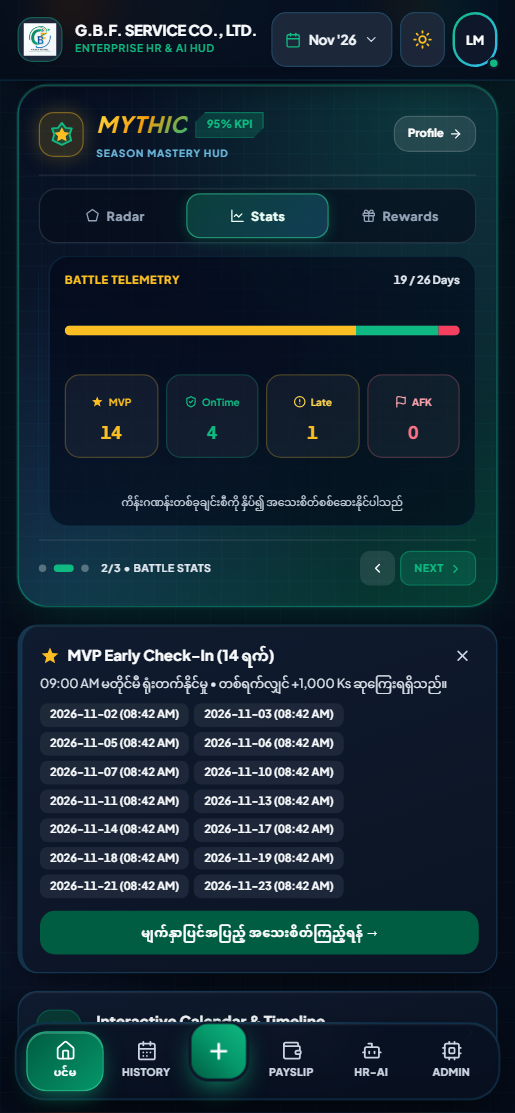 G.B.F. SERVICE CO., LTD.
ENTERPRISE HR & AI HUD
Nov '26
LM
MYTHIC
95% KPI
SEASON MASTERY HUD
Profile →
Radar
Stats
Rewards
BATTLE TELEMETRY
19 / 26 Days
MVP
OnTime
Late
AFK
14
4
1
0
ကိန်းဂဏန်းတစ်ခုချင်းစီကို နှိပ်၍ အသေးစိတ်စစ်ဆေးနိုင်ပါသည်
2/3 • BATTLE STATS
NEXT
MVP Early Check-In (14 ရက်)
09:00 AM မတိုင်မီ ရုံးတက်နိုင်မှု • တစ်ရက်လျှင် +1,000 Ks ဆုကြေးရရှိသည်။
2026-11-02 (08:42 AM) 2026-11-03 (08:42 AM)
2026-11-05 (08:42 AM) 2026-11-06 (08:42 AM)
2026-11-07 (08:42 AM) 2026-11-10 (08:42 AM)
2026-11-11 (08:42 AM) 2026-11-13 (08:42 AM)
2026-11-14 (08:42 AM) 2026-11-17 (08:42 AM)
2026-11-18 (08:42 AM) 2026-11-19 (08:42 AM)
2026-11-21 (08:42 AM) 2026-11-23 (08:42 AM)
မျက်နှာပြင်အပြည့် အသေးစိတ်ကြည့်ရန် →
Interactive Calendar & Timeline
ပင်မ
HISTORY
PAYSLIP
HR-AI
ADMIN